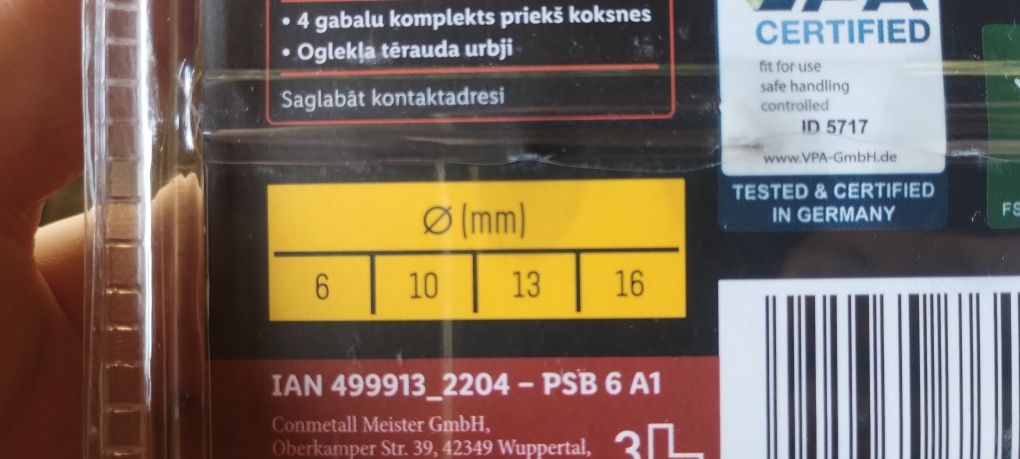 • 4 gabalu komplekts priekš koksnes
• Oglekļa tērauda urbji
Saglabāt kontaktadresi
CERTIFIED
fit for use
safe handling
controlled
ID 5717
www.VPA-GmbH.de
TESTED & CERTIFIED
IN GERMANY
FS
Ø (mm)
6 10 13 16
IAN 499913_2204 – PSB 6 A1
Conmetall Meister GmbH,
Oberkamper Str. 39, 42349 Wuppertal,
3